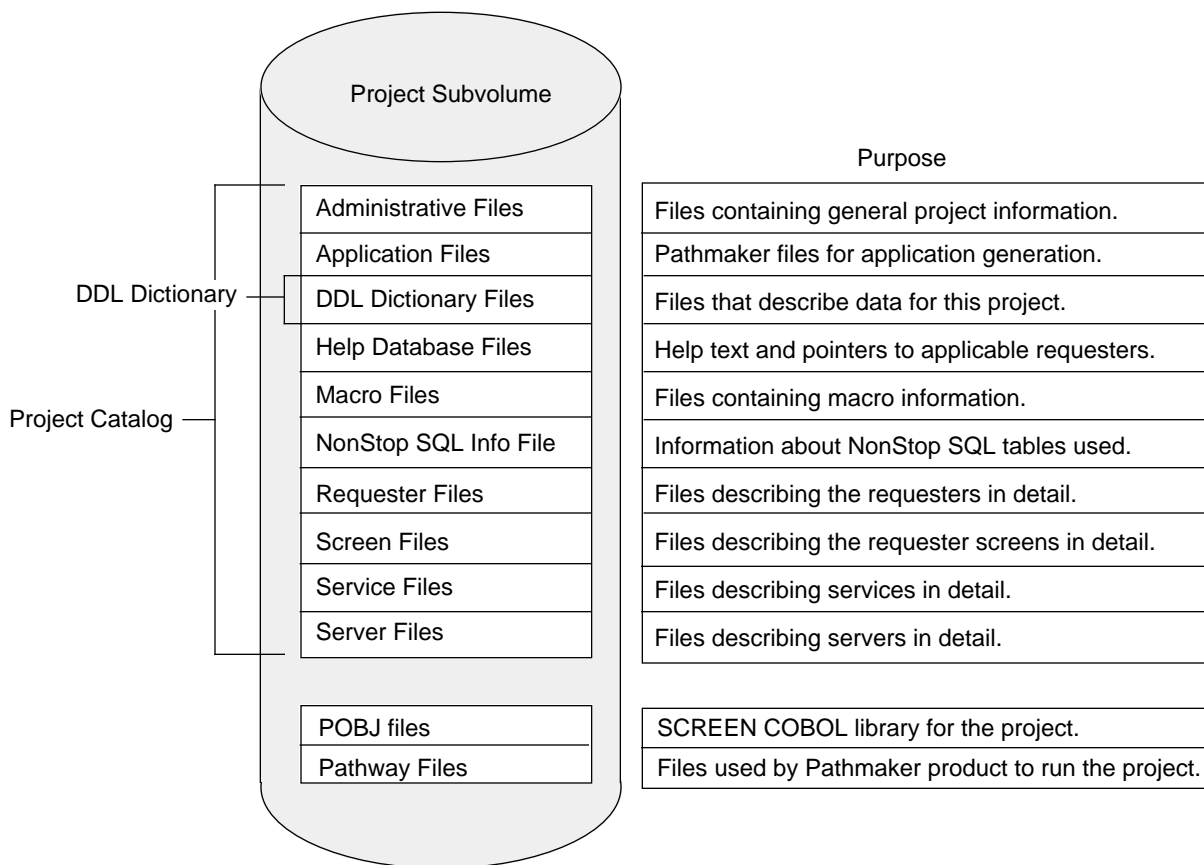 Project Subvolume
Purpose
Administrative Files
Files containing general project information.
Application Files
Pathmaker files for application generation.
DDL Dictionary
DDL Dictionary Files
Files that describe data for this project.
Help Database Files
Help text and pointers to applicable requesters.
Macro Files
Files containing macro information.
Project Catalog
NonStop SQL Info File
Information about NonStop SQL tables used.
Requester Files
Files describing the requesters in detail.
Screen Files
Files describing the requester screens in detail.
Service Files
Files describing services in detail.
Server Files
Files describing servers in detail.
POBJ files
SCREEN COBOL library for the project.
Pathway Files
Files used by Pathmaker product to run the project.